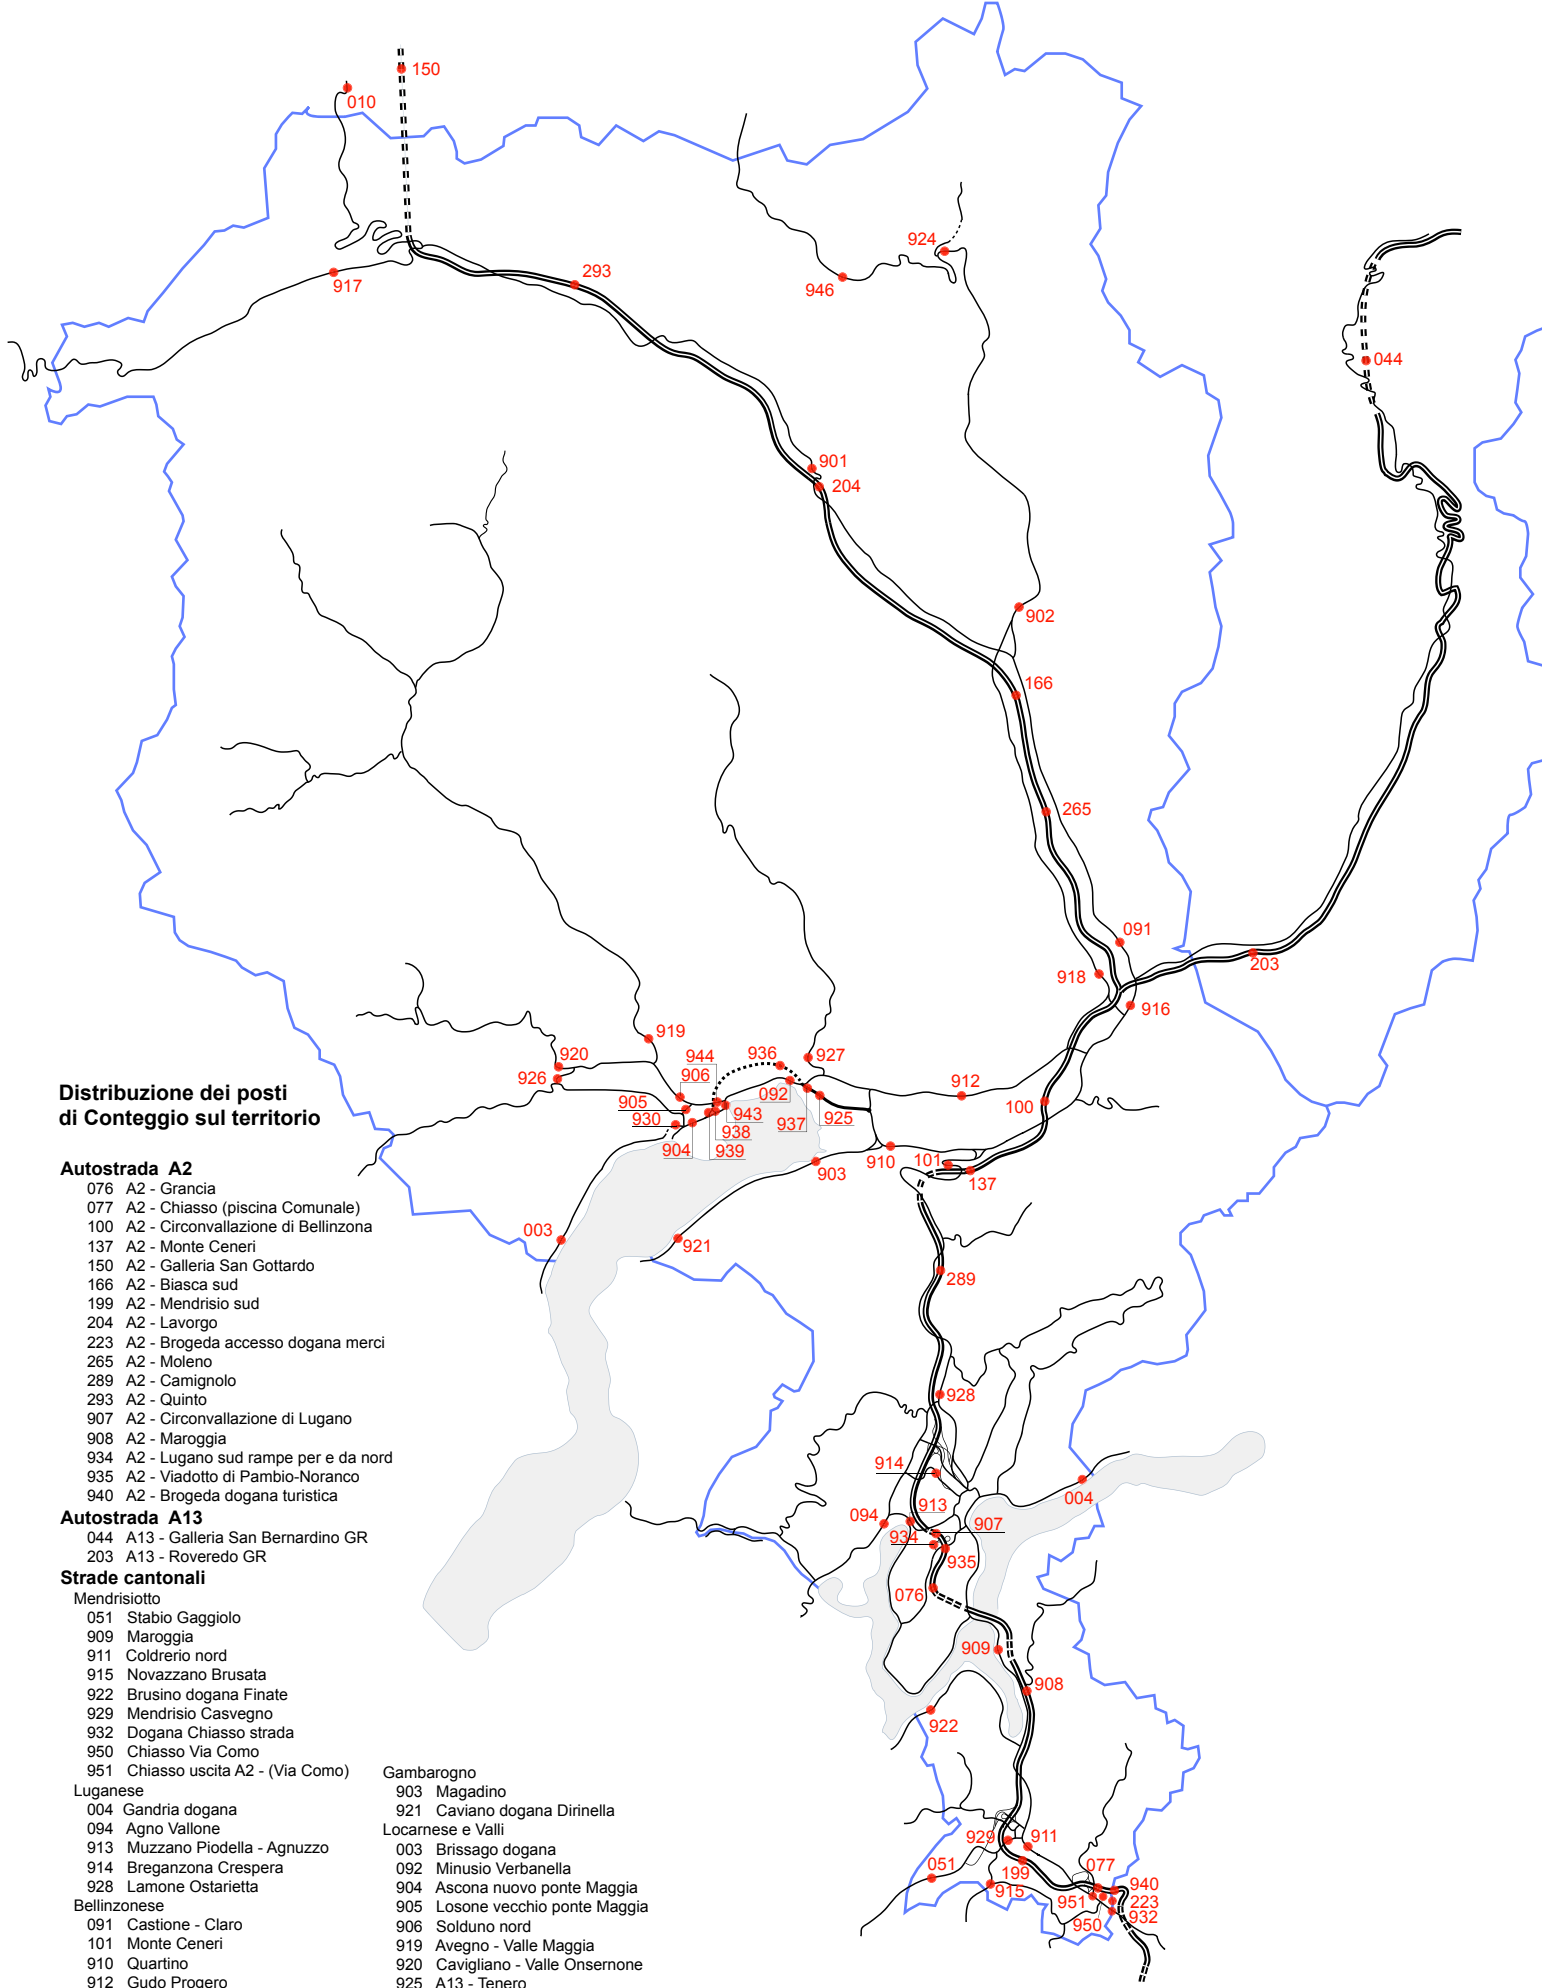 150
010
924
293
917
946
044
901
204
902
166
265
091
918
203
916
919
936
927
944
920
906
926
092
912
905
943
925
100
930
938
937
904
939
910
101
903
137
003
921
289
928
914
004
913
094
907
934
935
076
909
908
922
929
911
051
199
077
940
915
951
223
950
932
Distribuzione dei posti
di Conteggio sul territorio
Autostrada A2
076 A2 - Grancia
077 A2 - Chiasso (piscina Comunale)
100 A2 - Circonvallazione di Bellinzona
137 A2 - Monte Ceneri
150 A2 - Galleria San Gottardo
166 A2 - Biasca sud
199 A2 - Mendrisio sud
204 A2 - Lavorgo
223 A2 - Brogeda accesso dogana merci
265 A2 - Moleno
289 A2 - Camignolo
293 A2 - Quinto
907 A2 - Circonvallazione di Lugano
908 A2 - Maroggia
934 A2 - Lugano sud rampe per e da nord
935 A2 - Viadotto di Pambio-Noranco
940 A2 - Brogeda dogana turistica
Autostrada A13
044 A13 - Galleria San Bernardino GR
203 A13 - Roveredo GR
Strade cantonali
Mendrisiotto
051 Stabio Gaggiolo
909 Maroggia
911 Coldrerio nord
915 Novazzano Brusata
922 Brusino dogana Finate
929 Mendrisio Casvegno
932 Dogana Chiasso strada
950 Chiasso Via Como
951 Chiasso uscita A2 - (Via Como)
Luganese
004 Gandria dogana
094 Agno Vallone
913 Muzzano Piodella - Agnuzzo
914 Breganzona Crespera
928 Lamone Ostarietta
Bellinzonese
091 Castione - Claro
101 Monte Ceneri
910 Quartino
912 Gudo Progero
Gambarogno
903 Magadino
921 Caviano dogana Dirinella
Locarnese e Valli
003 Brissago dogana
092 Minusio Verbanella
904 Ascona nuovo ponte Maggia
905 Losone vecchio ponte Maggia
906 Solduno nord
919 Avegno - Valle Maggia
920 Cavigliano - Valle Onsernone
925 A13 - Tenero